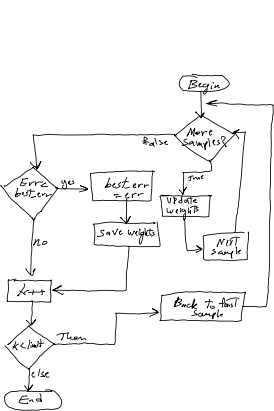 Begin
More
samples?
False
True
Update
weights
Next
sample
Err<
best_err
yes
best_err
= err
save weights
no
k++
k<limit
Then
Back to first
sample
else
End